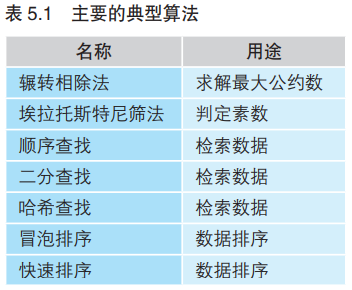 表 5.1 主要的典型算法
名称 用途
辗转相除法 求解最大公约数
埃拉托斯特尼筛法 判定素数
顺序查找 检索数据
二分查找 检索数据
哈希查找 检索数据
冒泡排序 数据排序
快速排序 数据排序